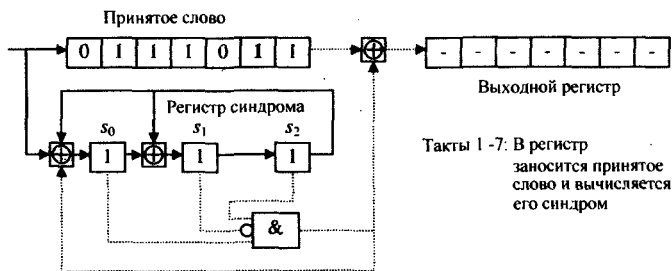 Принятое слово
0 1 1 1 0 1 1
- - - - - - -
Выходной регистр
Регистр синдрома
s0 s1 s2
1 1 1
&
Такты 1 -7: В регистр
заносится принятое
слово и вычисляется
его синдром